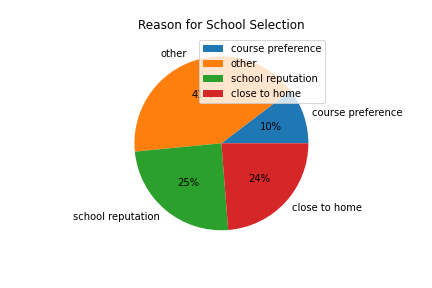 Reason for School Selection
other
course preference
other
school reputation
close to home
course preference
10%
25%
24%
school reputation
close to home